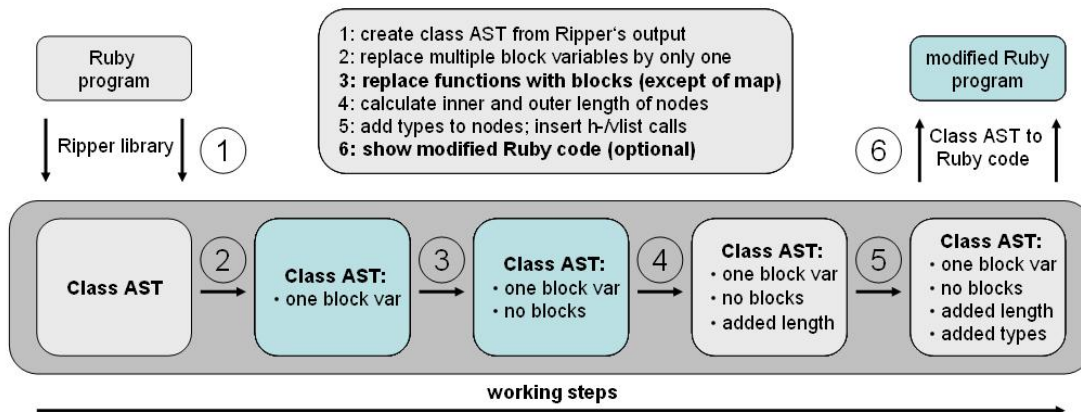 Ruby
program
Ripper library
1
1: create class AST from Ripper‘s output
2: replace multiple block variables by only one
3: replace functions with blocks (except of map)
4: calculate inner and outer length of nodes
5: add types to nodes; insert h-/vlist calls
6: show modified Ruby code (optional)
modified Ruby
program
6
Class AST to
Ruby code
Class AST
2
Class AST:
· one block var
3
Class AST:
· one block var
· no blocks
4
Class AST:
· one block var
· no blocks
· added length
5
Class AST:
· one block var
· no blocks
· added length
· added types
working steps